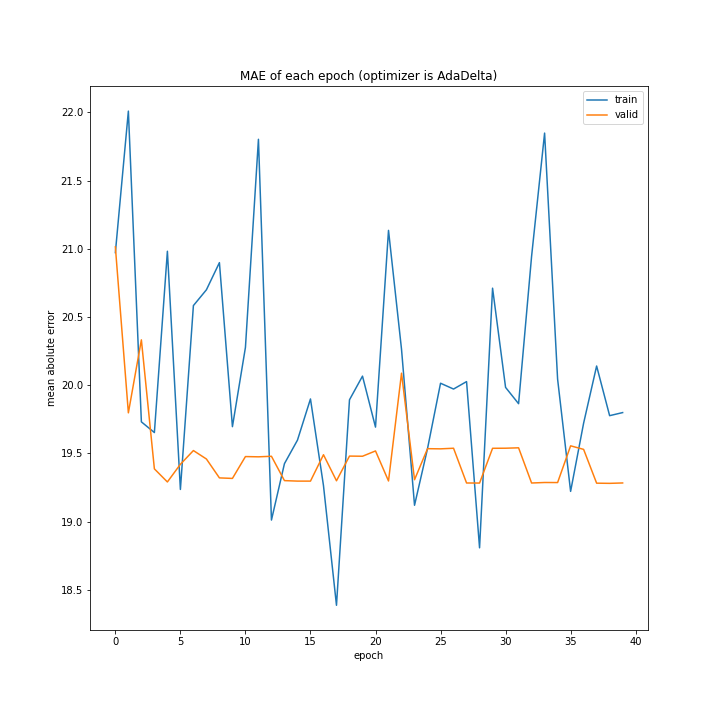 MAE of each epoch (optimizer is AdaDelta)
train
valid
22.0
21.5
21.0
20.5
20.0
19.5
19.0
18.5
mean abolute error
0 5 10 15 20 25 30 35 40
epoch